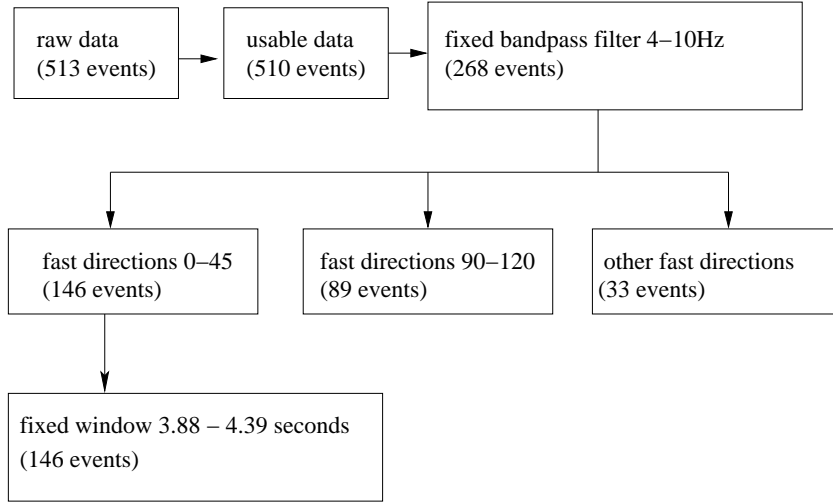 raw data
(513 events)
usable data
(510 events)
fixed bandpass filter 4–10Hz
(268 events)
fast directions 0–45
(146 events)
fast directions 90–120
(89 events)
other fast directions
(33 events)
fixed window 3.88 – 4.39 seconds
(146 events)